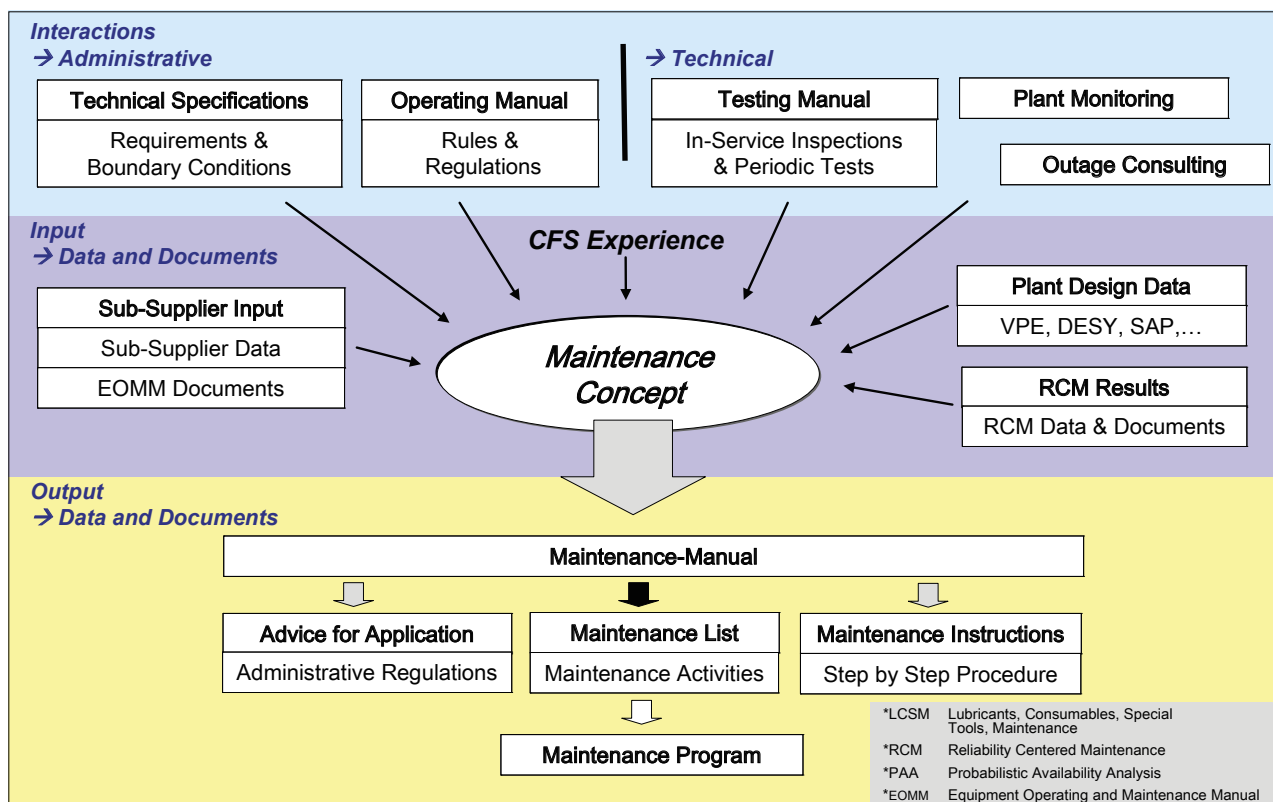 Interactions
→ Administrative
→ Technical
Technical Specifications
Requirements &
Boundary Conditions
Operating Manual
Rules &
Regulations
Testing Manual
In-Service Inspections
& Periodic Tests
Plant Monitoring
Outage Consulting
Input
→ Data and Documents
CFS Experience
Sub-Supplier Input
Sub-Supplier Data
EOMM Documents
Maintenance
Concept
Plant Design Data
VPE, DESY, SAP,…
RCM Results
RCM Data & Documents
Output
→ Data and Documents
Maintenance-Manual
Advice for Application
Administrative Regulations
Maintenance List
Maintenance Activities
Maintenance Instructions
Step by Step Procedure
Maintenance Program
*LCSM Lubricants, Consumables, Special
Tools, Maintenance
*RCM Reliability Centered Maintenance
*PAA Probabilistic Availability Analysis
*EOMM Equipment Operating and Maintenance Manual